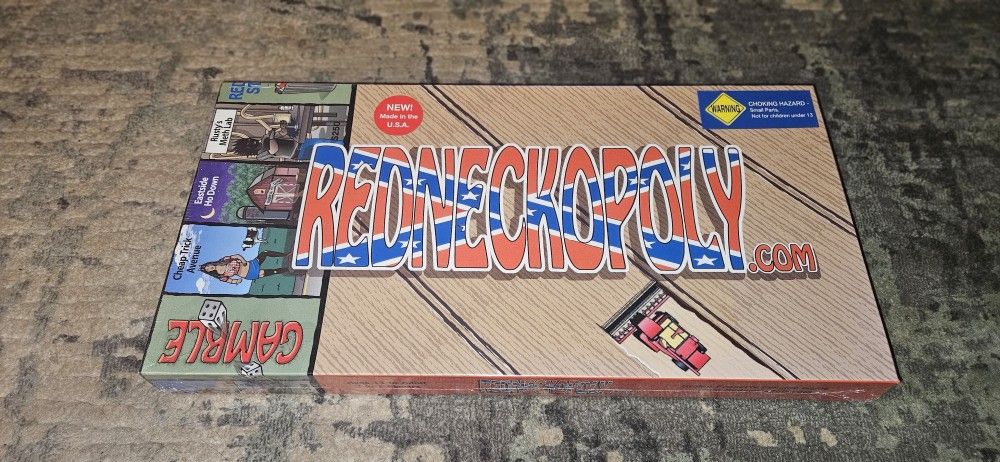 NEW!
Made in the
U.S.A.
WARNING
CHOKING HAZARD -
Small Parts.
Not for children under 13
REDNECKOPOLY
.COM
Rusty's
Meth Lab
Eastside
Ho Down
Cheap Trick
Avenue
GAMBLE